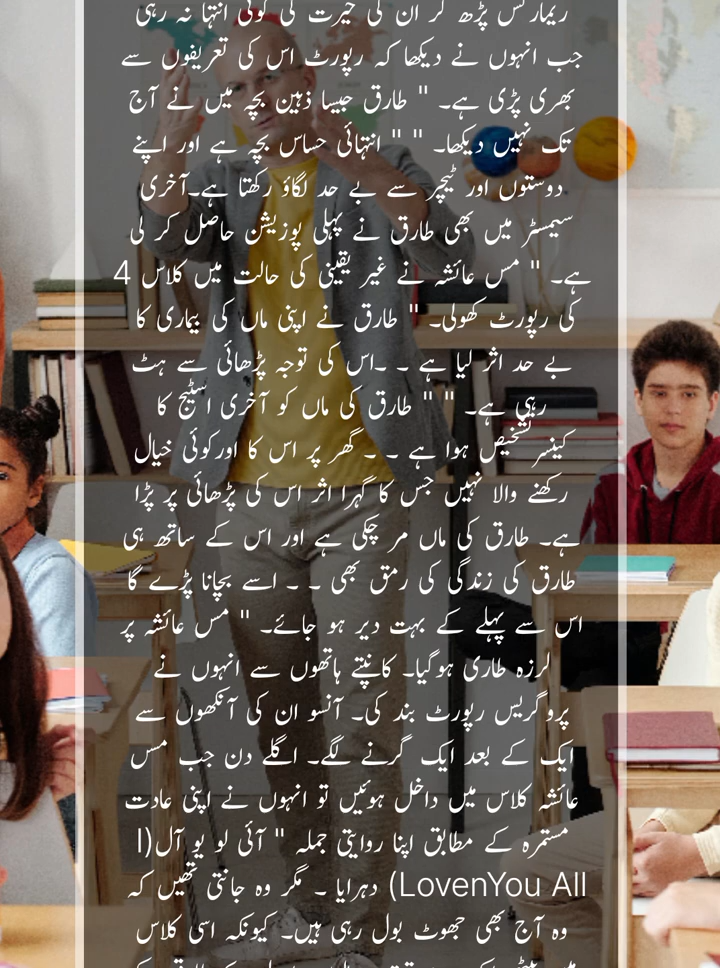 ریمارکس پڑھ کر ان کی حیرت کی کوئی انتہا نہ رہی
جب انہوں نے دیکھا کہ رپورٹ اس کی تعریفوں سے
بھری پڑی ہے۔ " طارق جیسا ذہین بچہ میں نے آج
تک نہیں دیکھا۔ " " انتہائی حساس بچہ ہے اور اپنے
دوستوں اور ٹیچر سے بے حد لگاؤ رکھتا ہے۔آخری
سیمسٹر میں بھی طارق نے پہلی پوزیشن حاصل کر لی
ہے۔ " مس عائشہ نے غیر یقینی کی حالت میں کلاس 4
کی رپورٹ کھولی۔ " طارق نے اپنی ماں کی بیماری کا
بے حد اثر لیا ہے ۔ ۔اس کی توجہ پڑھائی سے ہٹ
رہی ہے۔ " " طارق کی ماں کو آخری اسٹیج کا
کینسرتشخیص ہوا ہے ۔ ۔ گھر پر اس کا اورکوئی خیال
رکھنے والا نہیں جس کا گہرا اثر اس کی پڑھائی پر پڑا
ہے۔ طارق کی ماں مر چکی ہے اور اس کے ساتھ ہی
طارق کی زندگی کی رمق بھی ۔ ۔ اسے بچانا پڑے گا
اس سے پہلے کے بہت دیر ہو جائے۔ " مس عائشہ پر
لرزہ طاری ہوگیا۔ کانپتے ہاتھوں سے انہوں نے
پروگریس رپورٹ بند کی۔ آنسو ان کی آنکھوں سے
ایک کے بعد ایک گرنے لگے۔ اگلے دن جب مس
عائشہ کلاس میں داخل ہوئیں تو انہوں نے اپنی عادت
مستمرہ کے مطابق اپنا روایتی جملہ " آئی لو یو آل(I
LovenYou All) دہرایا ۔ مگر وہ جانتی تھیں کہ
وہ آج بھی جھوٹ بول رہی ہیں۔ کیونکہ اسی کلاس